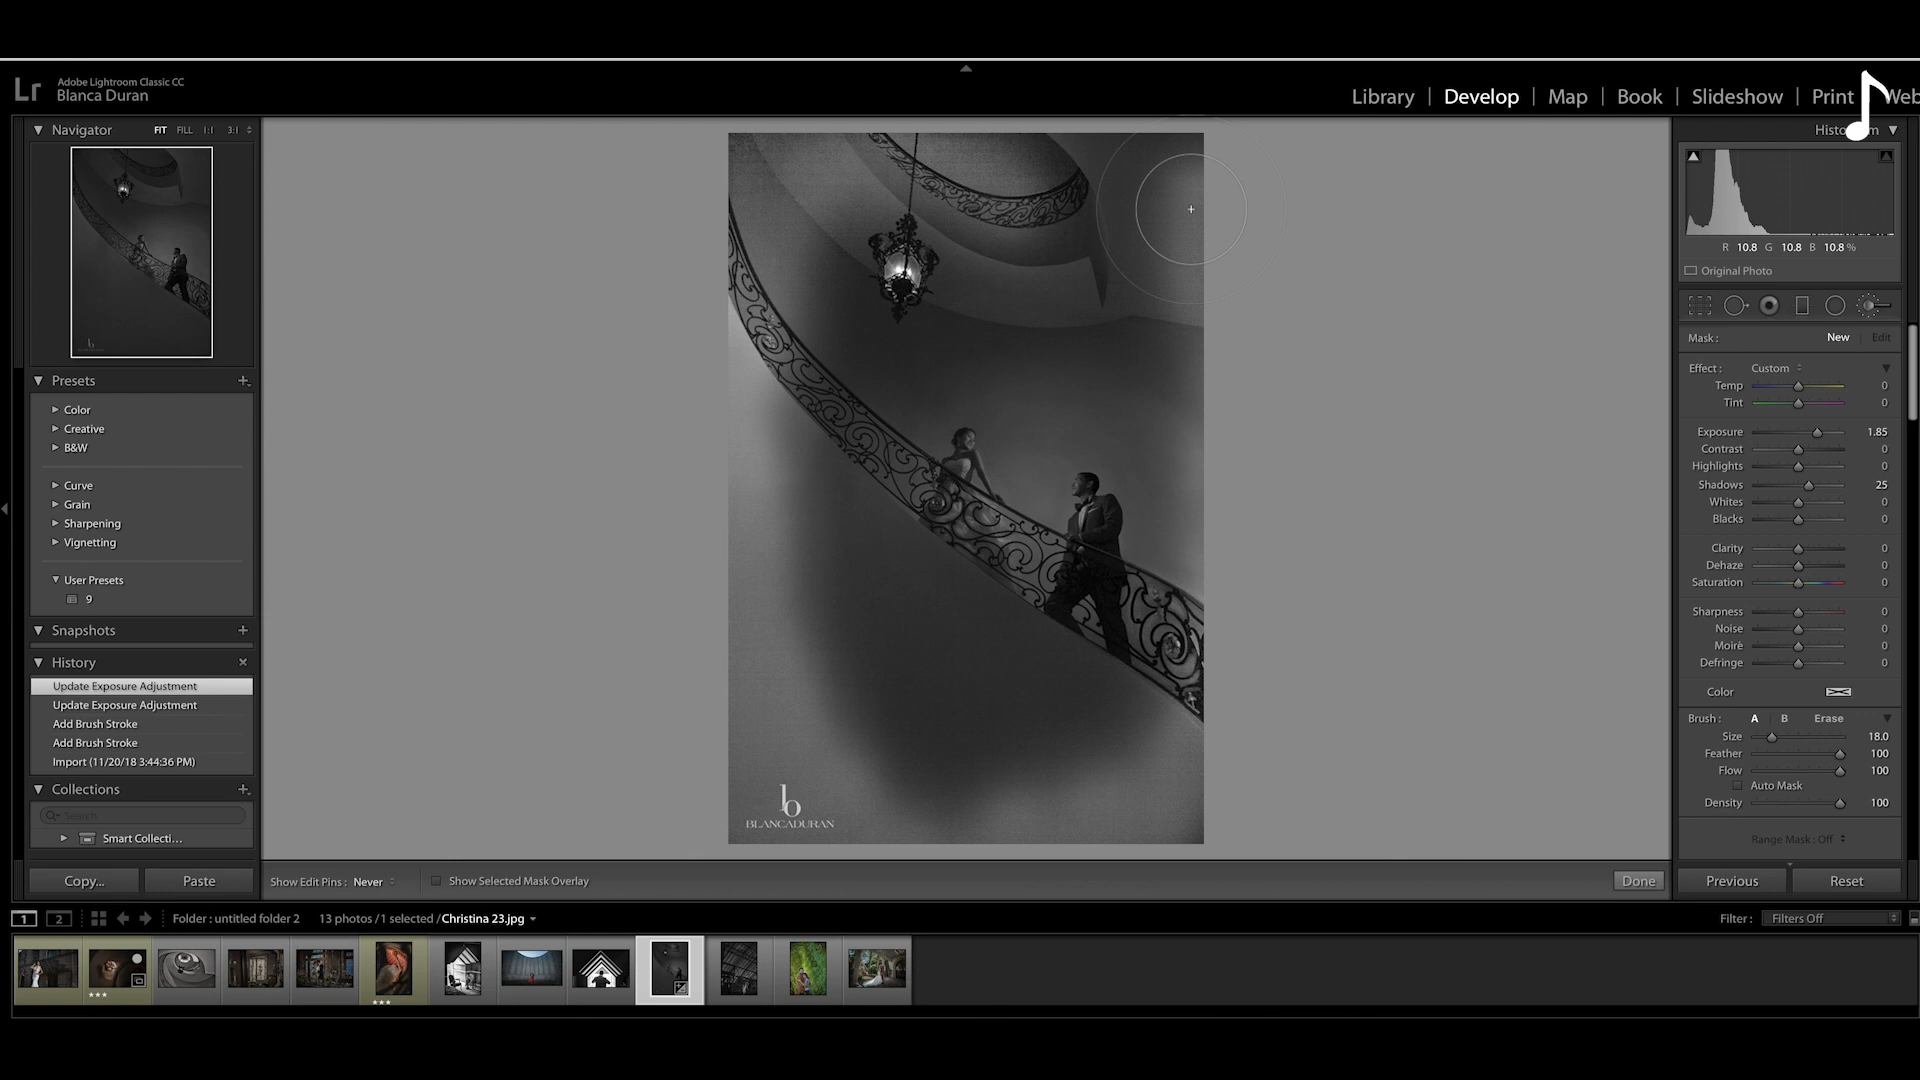 Lr
Adobe Lightroom Classic CC
Blanca Duran
Library | Develop | Map | Book | Slideshow | Print Web
Navigator FIT FILL 1:1 3:1
R 10.8 G 10.8 B 10.8 %
Original Photo
Mask : New Edit
Effect : Custom
Temp 0
Tint 0
Exposure 1.85
Contrast 0
Highlights 0
Shadows 25
Whites 0
Blacks 0
Clarity 0
Dehaze 0
Saturation 0
Sharpness 0
Noise 0
Moiré 0
Defringe 0
Color
Brush : A B Erase
Size 18.0
Feather 100
Flow 100
Auto Mask
Density 100
Range Mask : Off
Previous Reset
Presets
Color
Creative
B&W
Curve
Grain
Sharpening
Vignetting
User Presets
9
Snapshots
History
Update Exposure Adjustment
Update Exposure Adjustment
Add Brush Stroke
Add Brush Stroke
Import (11/20/18 3:44:36 PM)
Collections
Search
Smart Collecti...
Copy... Paste
b
BLANCADURAN
Show Edit Pins : Never Show Selected Mask Overlay Done
1 2 Folder : untitled folder 2 13 photos /1 selected /Christina 23.jpg Filter : Filters Off